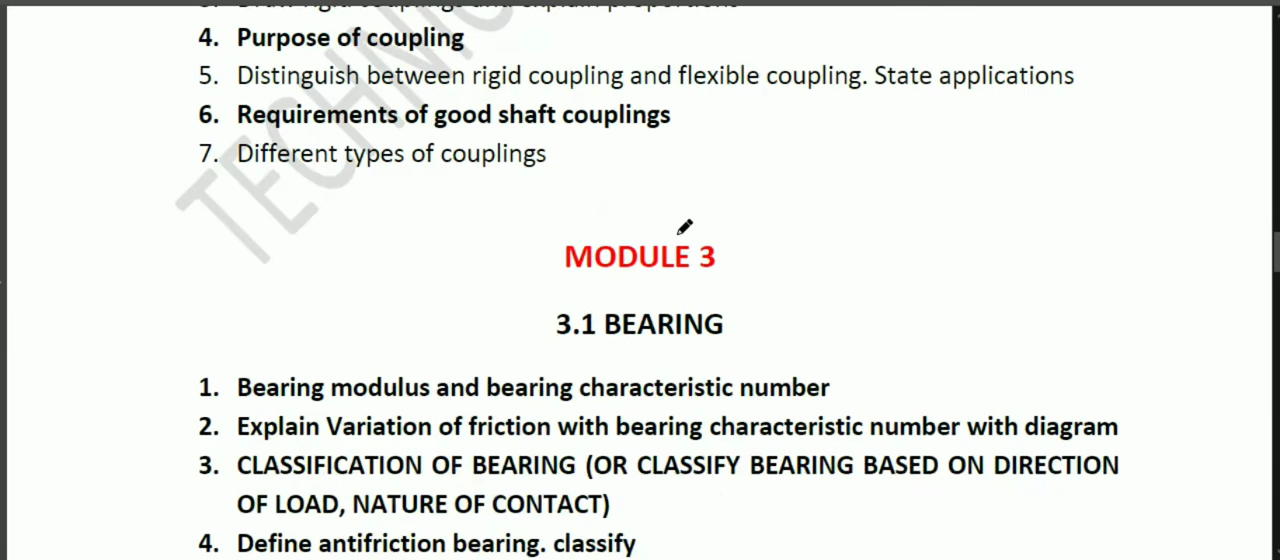 4. Purpose of coupling
5. Distinguish between rigid coupling and flexible coupling. State applications
6. Requirements of good shaft couplings
7. Different types of couplings
TECHNI
MODULE 3
3.1 BEARING
1. Bearing modulus and bearing characteristic number
2. Explain Variation of friction with bearing characteristic number with diagram
3. CLASSIFICATION OF BEARING (OR CLASSIFY BEARING BASED ON DIRECTION
OF LOAD, NATURE OF CONTACT)
4. Define antifriction bearing. classify